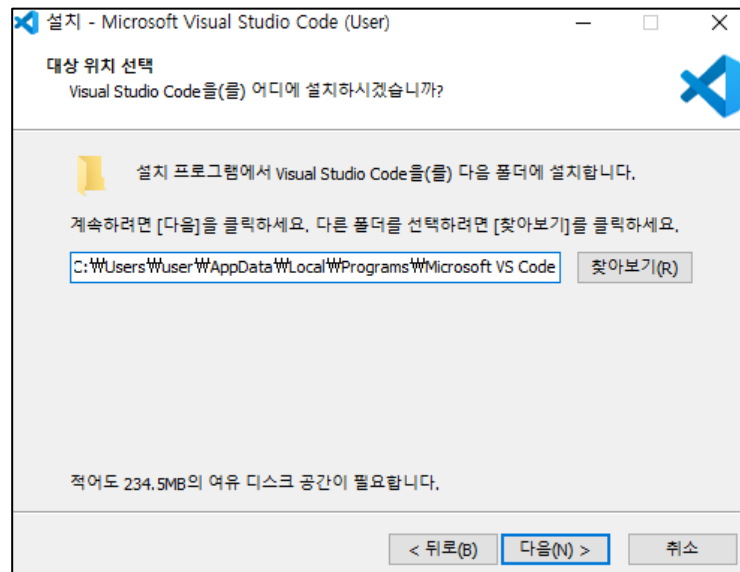 설치 - Microsoft Visual Studio Code (User)
대상 위치 선택
Visual Studio Code을(를) 어디에 설치하시겠습니까?
설치 프로그램에서 Visual Studio Code을(를) 다음 폴더에 설치합니다.
계속하려면 [다음]을 클릭하세요. 다른 폴더를 선택하려면 [찾아보기]를 클릭하세요.
C:₩Users₩user₩AppData₩Local₩Programs₩Microsoft VS Code
찾아보기(R)
적어도 234.5MB의 여유 디스크 공간이 필요합니다.
< 뒤로(B) 다음(N) > 취소